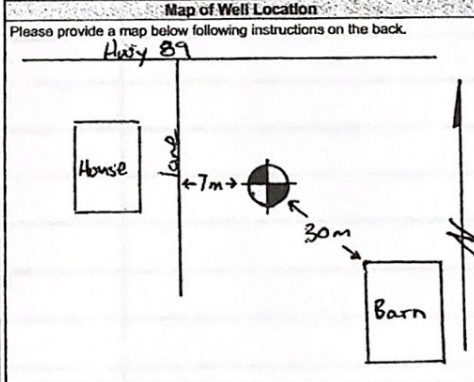 Map of Well Location
Please provide a map below following instructions on the back.
Hwy 89
House
lane
7m
30m
Barn
N